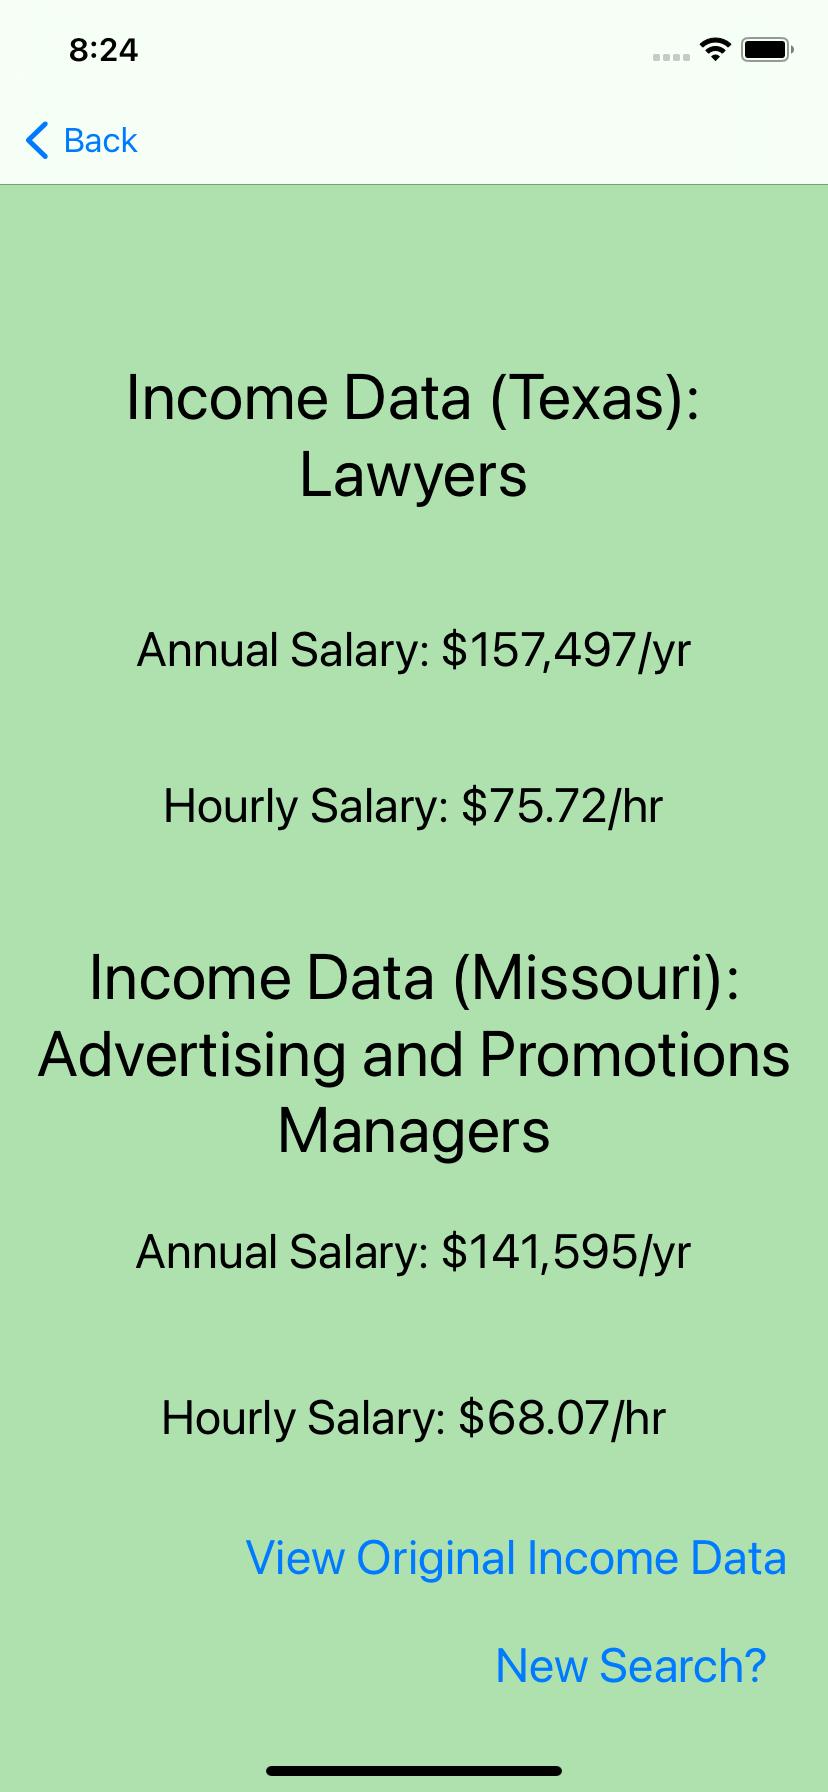 8:24
Back
Income Data (Texas):
Lawyers
Annual Salary: $157,497/yr
Hourly Salary: $75.72/hr
Income Data (Missouri):
Advertising and Promotions
Managers
Annual Salary: $141,595/yr
Hourly Salary: $68.07/hr
View Original Income Data
New Search?